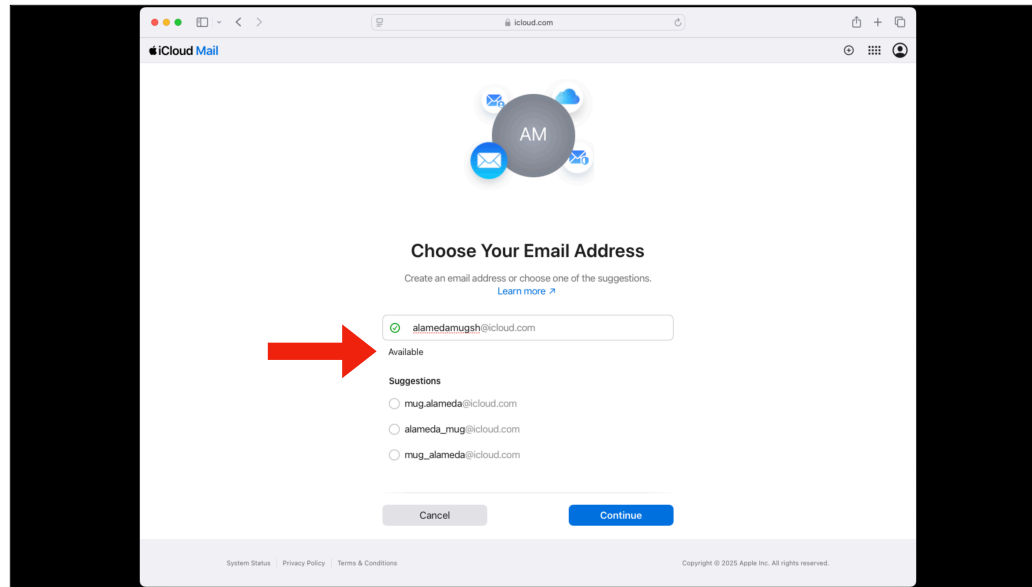 icloud.com
iCloud Mail
AM
Choose Your Email Address
Create an email address or choose one of the suggestions.
Learn more ↗
alamedamugsh@icloud.com
Available
Suggestions
mug.alameda@icloud.com
alameda_mug@icloud.com
mug_alameda@icloud.com
Cancel Continue
System Status Privacy Policy Terms & Conditions Copyright © 2025 Apple Inc. All rights reserved.